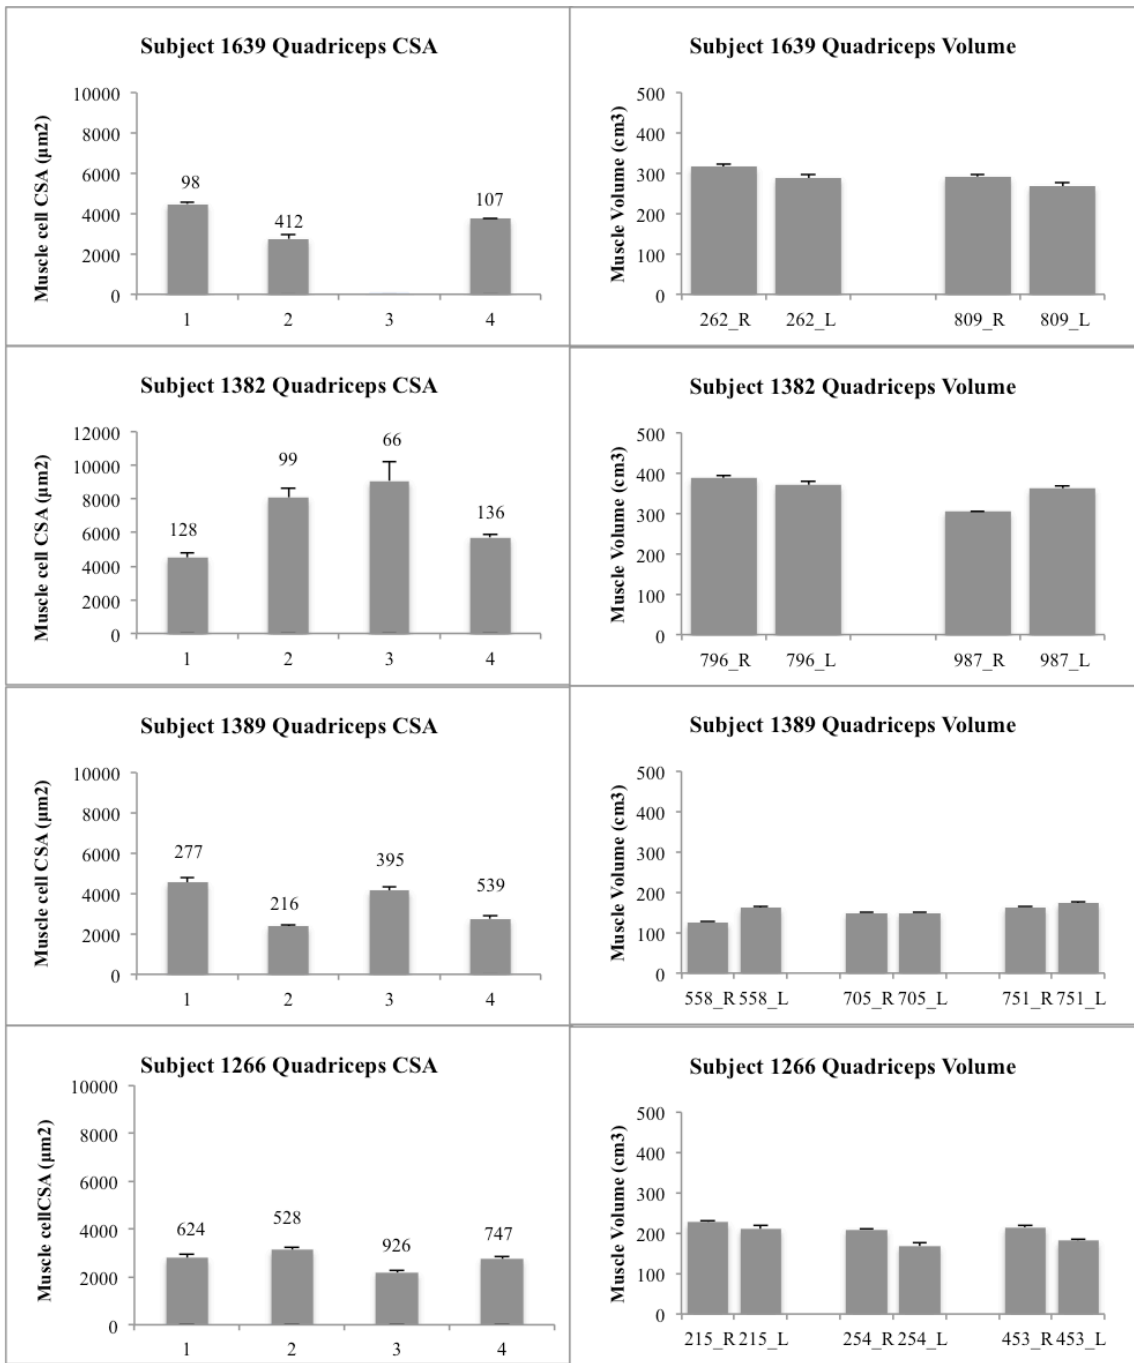 Subject 1639 Quadriceps CSA
Muscle cell CSA (µm2)
10000
8000
6000
4000
2000
0
98
412
107
1 2 3 4
Subject 1639 Quadriceps Volume
Muscle Volume (cm3)
500
400
300
200
100
0
262_R 262_L 809_R 809_L
Subject 1382 Quadriceps CSA
Muscle cell CSA (µm2)
12000
10000
8000
6000
4000
2000
0
128
99
66
136
1 2 3 4
Subject 1382 Quadriceps Volume
Muscle Volume (cm3)
500
400
300
200
100
0
796_R 796_L 987_R 987_L
Subject 1389 Quadriceps CSA
Muscle cell CSA (µm2)
10000
8000
6000
4000
2000
0
277
216
395
539
1 2 3 4
Subject 1389 Quadriceps Volume
Muscle Volume (cm3)
500
400
300
200
100
0
558_R 558_L 705_R 705_L 751_R 751_L
Subject 1266 Quadriceps CSA
Muscle cellCSA (µm2)
10000
8000
6000
4000
2000
0
624
528
926
747
1 2 3 4
Subject 1266 Quadriceps Volume
Muscle Volume (cm3)
500
400
300
200
100
0
215_R 215_L 254_R 254_L 453_R 453_L